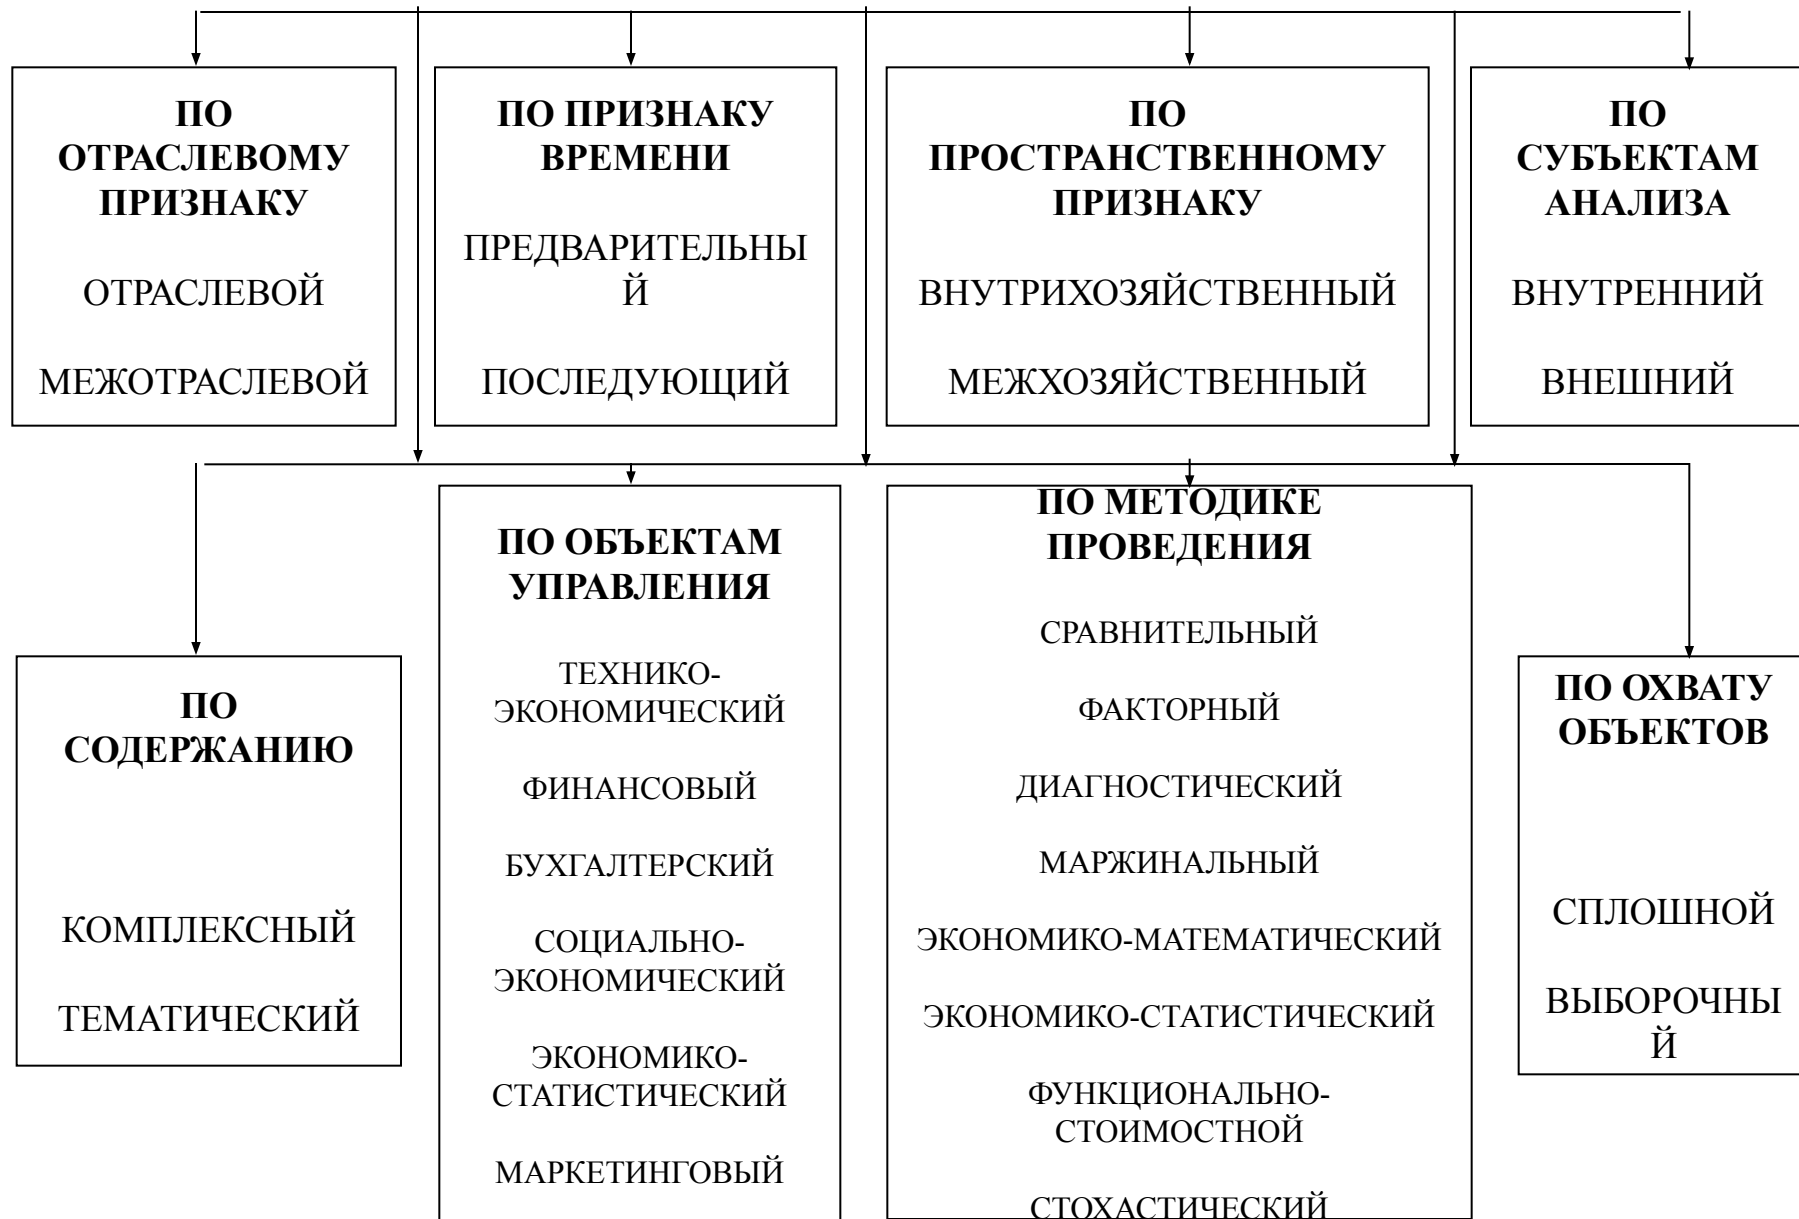 ПО
ОТРАСЛЕВОМУ
ПРИЗНАКУ
ОТРАСЛЕВОЙ
МЕЖОТРАСЛЕВОЙ
ПО ПРИЗНАКУ
ВРЕМЕНИ
ПРЕДВАРИТЕЛЬНЫ
Й
ПОСЛЕДУЮЩИЙ
ПО
ПРОСТРАНСТВЕННОМУ
ПРИЗНАКУ
ВНУТРИХОЗЯЙСТВЕННЫЙ
МЕЖХОЗЯЙСТВЕННЫЙ
ПО
СУБЪЕКТАМ
АНАЛИЗА
ВНУТРЕННИЙ
ВНЕШНИЙ
ПО
СОДЕРЖАНИЮ
КОМПЛЕКСНЫЙ
ТЕМАТИЧЕСКИЙ
ПО ОБЪЕКТАМ
УПРАВЛЕНИЯ
ТЕХНИКО-
ЭКОНОМИЧЕСКИЙ
ФИНАНСОВЫЙ
БУХГАЛТЕРСКИЙ
СОЦИАЛЬНО-
ЭКОНОМИЧЕСКИЙ
ЭКОНОМИКО-
СТАТИСТИЧЕСКИЙ
МАРКЕТИНГОВЫЙ
ПО МЕТОДИКЕ
ПРОВЕДЕНИЯ
СРАВНИТЕЛЬНЫЙ
ФАКТОРНЫЙ
ДИАГНОСТИЧЕСКИЙ
МАРЖИНАЛЬНЫЙ
ЭКОНОМИКО-МАТЕМАТИЧЕСКИЙ
ЭКОНОМИКО-СТАТИСТИЧЕСКИЙ
ФУНКЦИОНАЛЬНО-
СТОИМОСТНОЙ
СТОХАСТИЧЕСКИЙ
ПО ОХВАТУ
ОБЪЕКТОВ
СПЛОШНОЙ
ВЫБОРОЧНЫ
Й